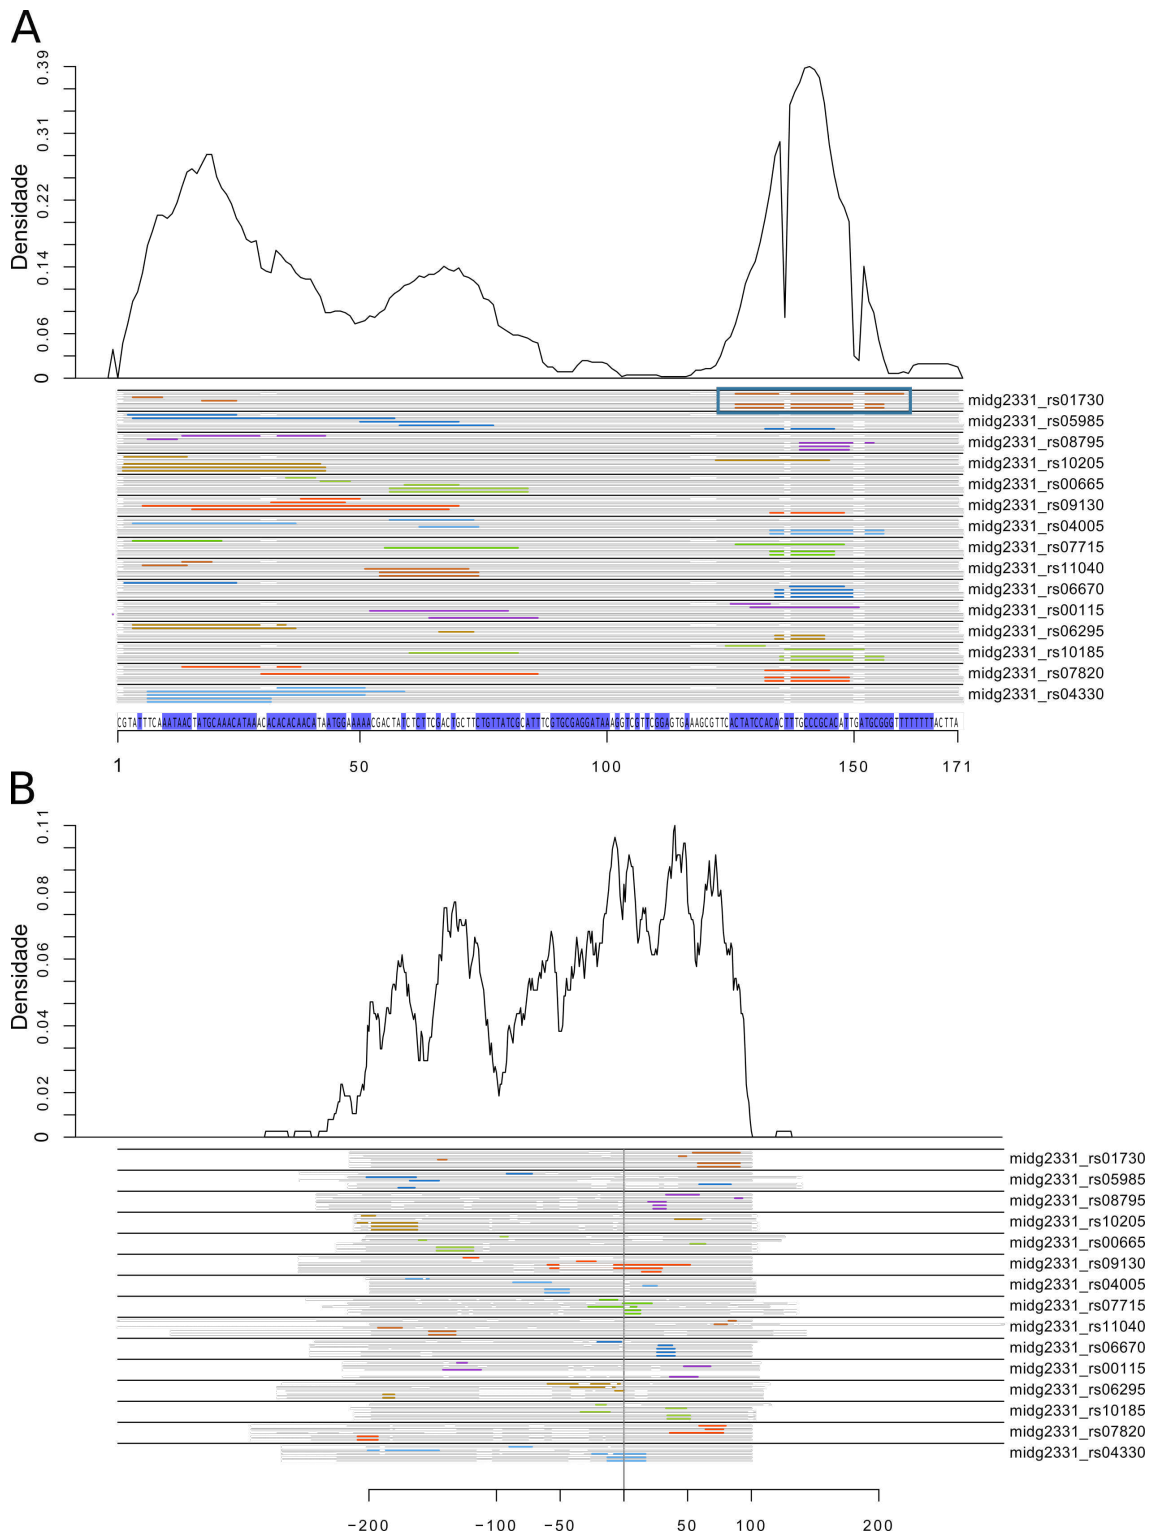 A
Densidade
0.39
0.31
0.22
0.14
0.06
0
midg2331_rs01730
midg2331_rs05985
midg2331_rs08795
midg2331_rs10205
midg2331_rs00665
midg2331_rs09130
midg2331_rs04005
midg2331_rs07715
midg2331_rs11040
midg2331_rs06670
midg2331_rs00115
midg2331_rs06295
midg2331_rs10185
midg2331_rs07820
midg2331_rs04330
1 50 100 150 171
B
Densidade
0.11
0.08
0.06
0.04
0.02
0
midg2331_rs01730
midg2331_rs05985
midg2331_rs08795
midg2331_rs10205
midg2331_rs00665
midg2331_rs09130
midg2331_rs04005
midg2331_rs07715
midg2331_rs11040
midg2331_rs06670
midg2331_rs00115
midg2331_rs06295
midg2331_rs10185
midg2331_rs07820
midg2331_rs04330
−200 −100 −50 50 100 200